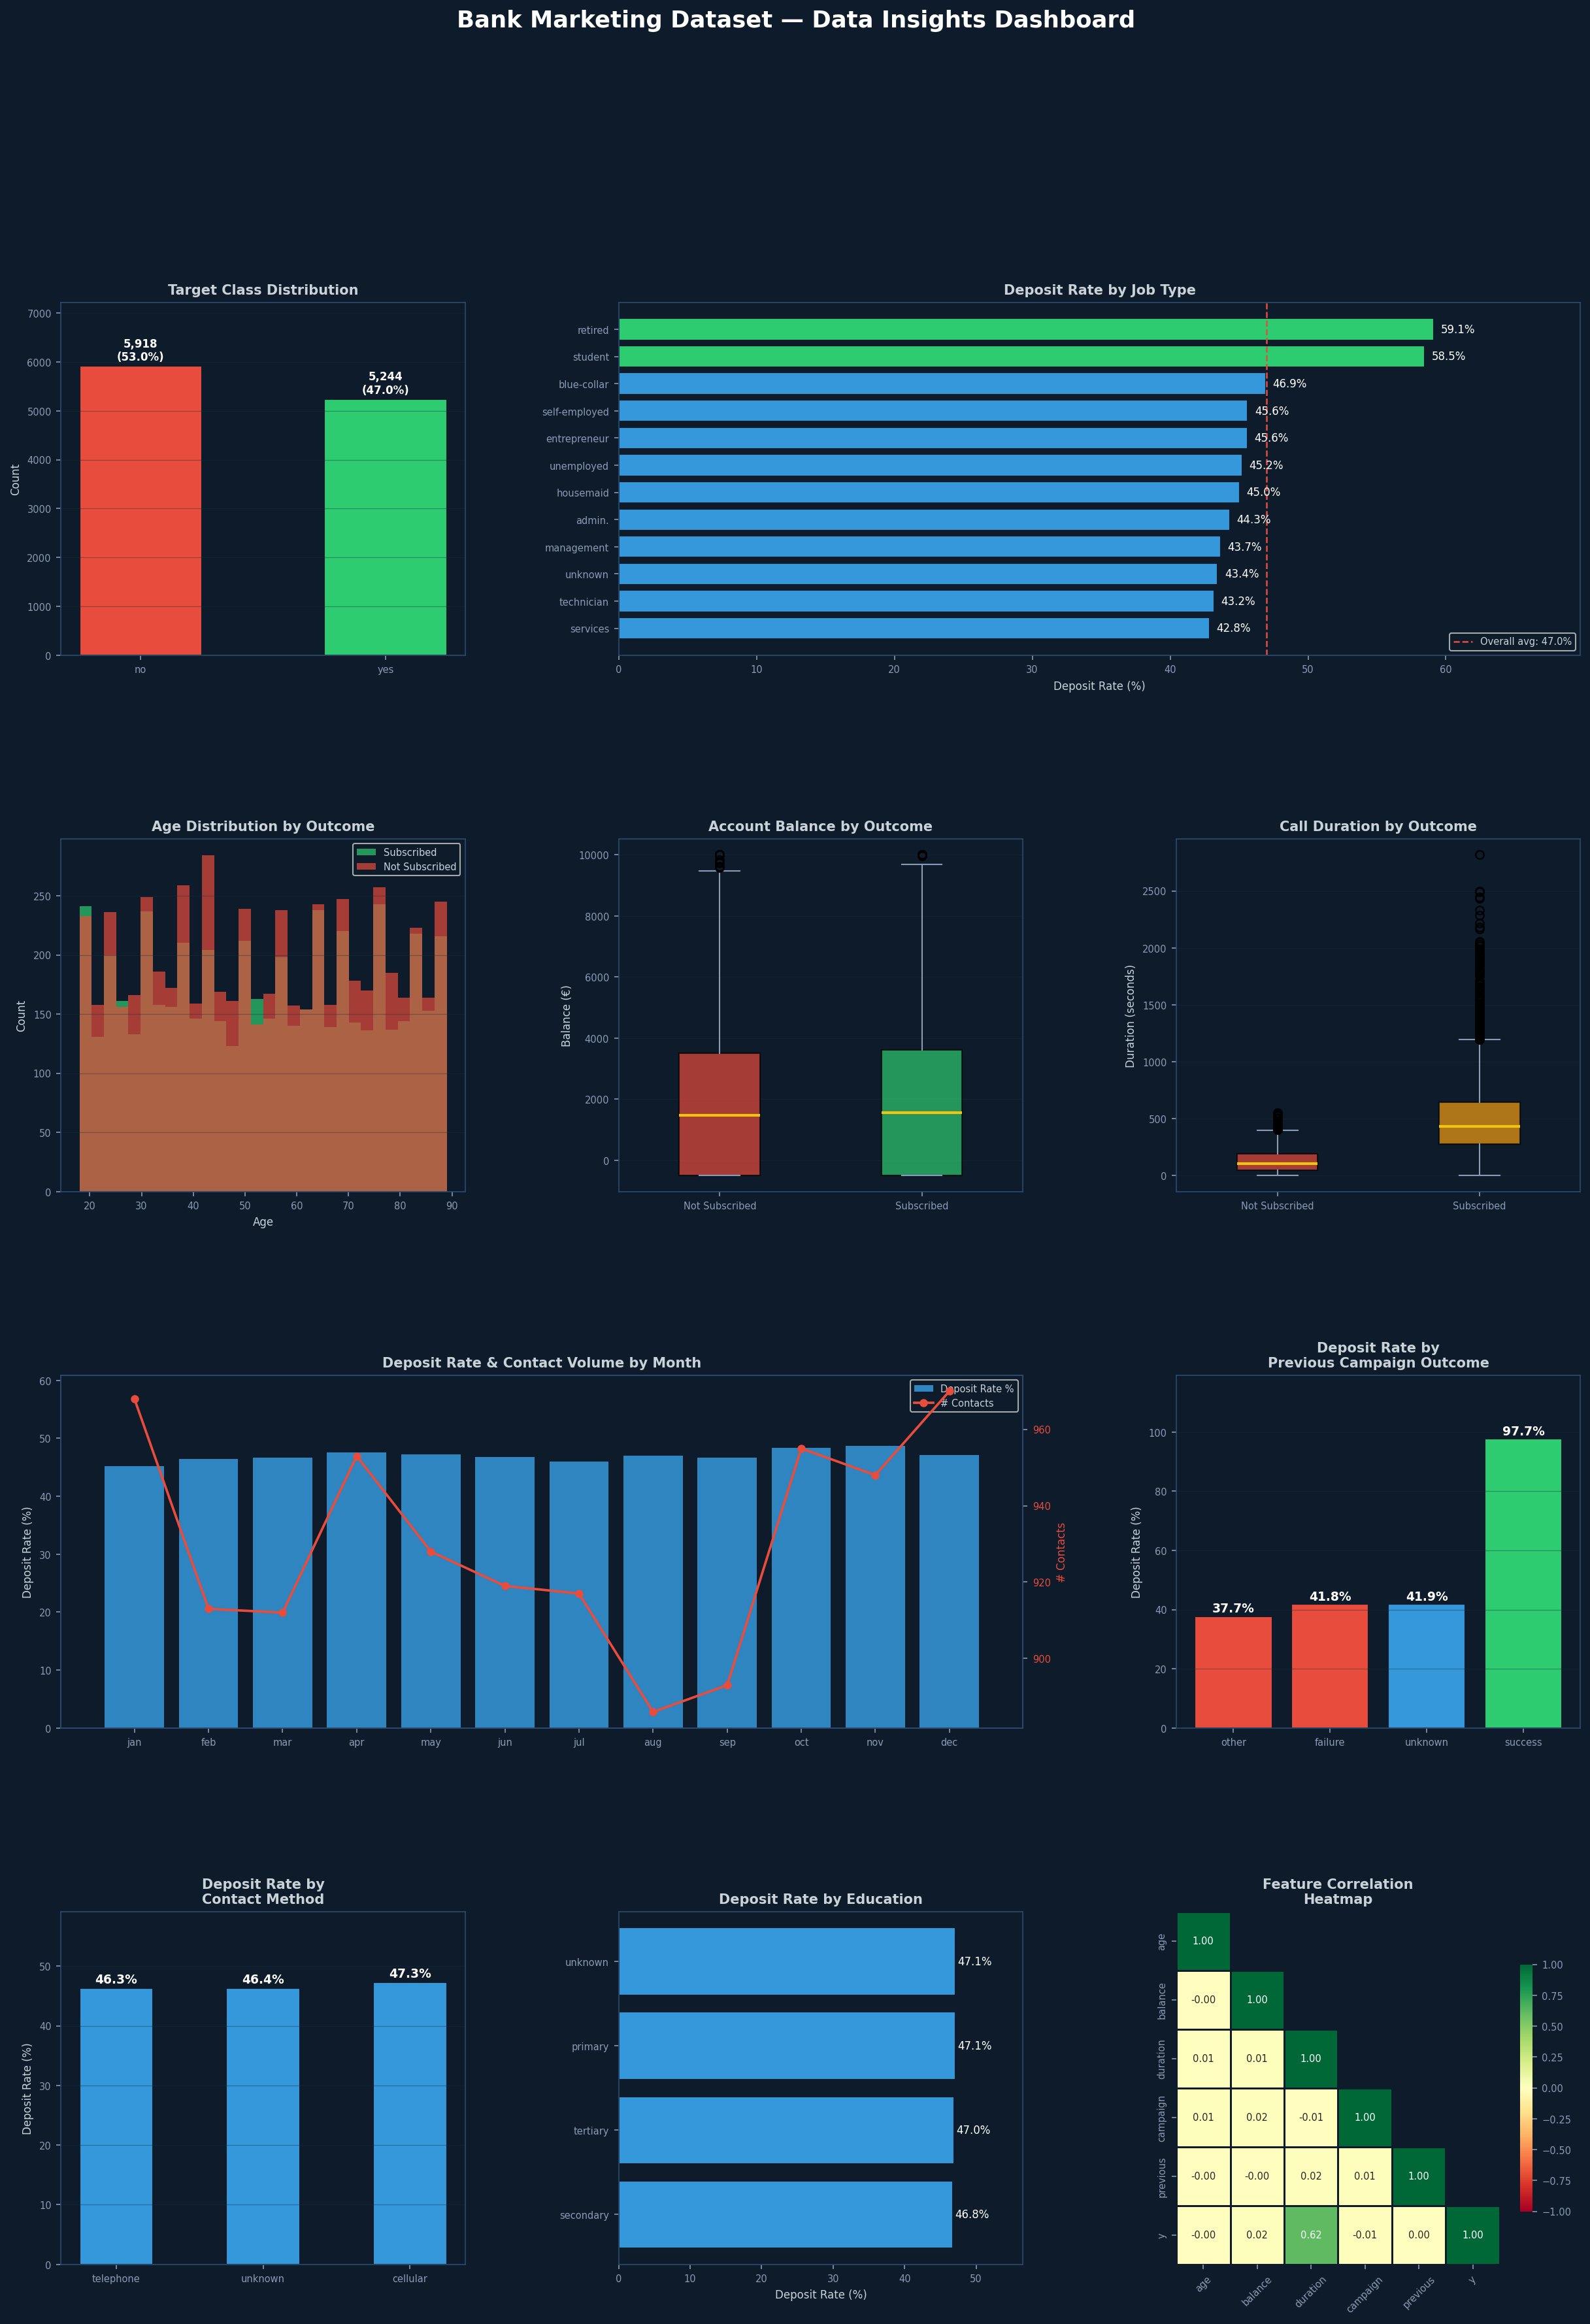 Bank Marketing Dataset — Data Insights Dashboard
Target Class Distribution
Count
7000
6000
5000
4000
3000
2000
1000
0
5,918
(53.0%)
5,244
(47.0%)
no
yes
Deposit Rate by Job Type
retired
59.1%
student
58.5%
blue-collar
46.9%
self-employed
45.6%
entrepreneur
45.6%
unemployed
45.2%
housemaid
45.0%
admin.
44.3%
management
43.7%
unknown
43.4%
technician
43.2%
services
42.8%
Overall avg: 47.0%
0
10
20
30
40
50
60
Deposit Rate (%)
Age Distribution by Outcome
Subscribed
Not Subscribed
Count
250
200
150
100
50
0
20
30
40
50
60
70
80
90
Age
Account Balance by Outcome
Balance (€)
10000
8000
6000
4000
2000
0
Not Subscribed
Subscribed
Call Duration by Outcome
Duration (seconds)
2500
2000
1500
1000
500
0
Not Subscribed
Subscribed
Deposit Rate & Contact Volume by Month
Deposit Rate %
# Contacts
Deposit Rate (%)
60
50
40
30
20
10
0
960
940
920
900
# Contacts
jan
feb
mar
apr
may
jun
jul
aug
sep
oct
nov
dec
Deposit Rate by
Previous Campaign Outcome
Deposit Rate (%)
100
80
60
40
20
0
37.7%
41.8%
41.9%
97.7%
other
failure
unknown
success
Deposit Rate by
Contact Method
Deposit Rate (%)
50
40
30
20
10
0
46.3%
46.4%
47.3%
telephone
unknown
cellular
Deposit Rate by Education
unknown
47.1%
primary
47.1%
tertiary
47.0%
secondary
46.8%
0
10
20
30
40
50
Deposit Rate (%)
Feature Correlation
Heatmap
age
1.00
balance
-0.00
1.00
duration
0.01
0.01
1.00
campaign
0.01
0.02
-0.01
1.00
previous
-0.00
-0.00
0.02
0.01
1.00
y
-0.00
0.02
0.62
-0.01
0.00
1.00
age
balance
duration
campaign
previous
y
1.00
0.75
0.50
0.25
0.00
−0.25
−0.50
−0.75
−1.00